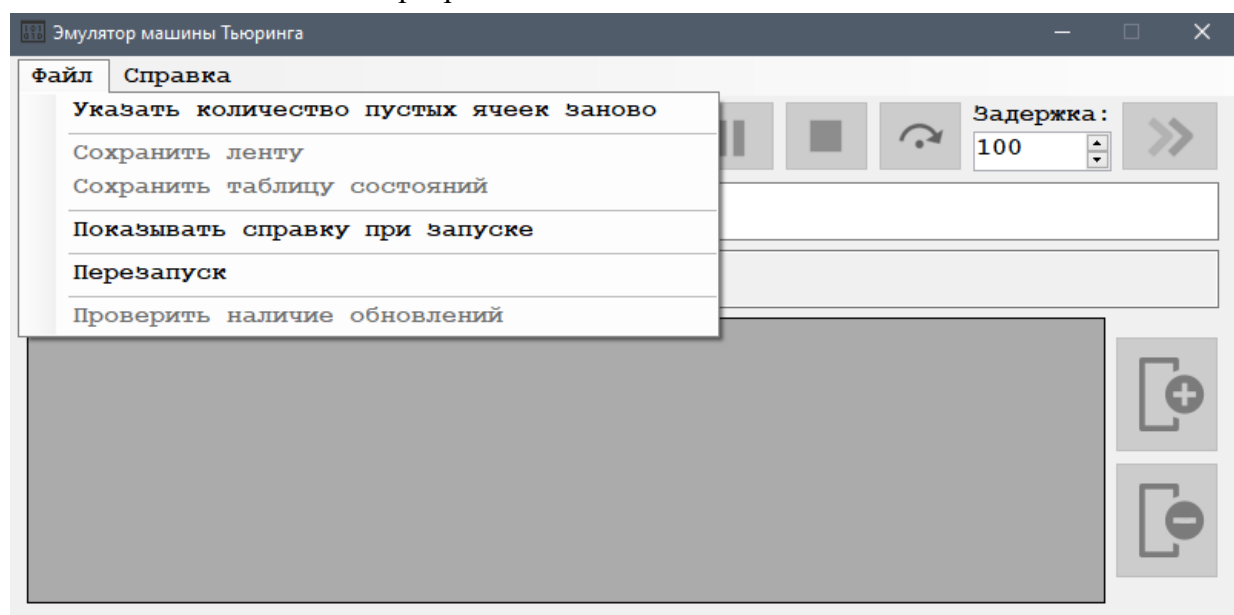 Эмулятор машины Тьюринга
Файл Справка
Указать количество пустых ячеек заново
Задержка:
100
Сохранить ленту
Сохранить таблицу состояний
Показывать справку при запуске
Перезапуск
Проверить наличие обновлений